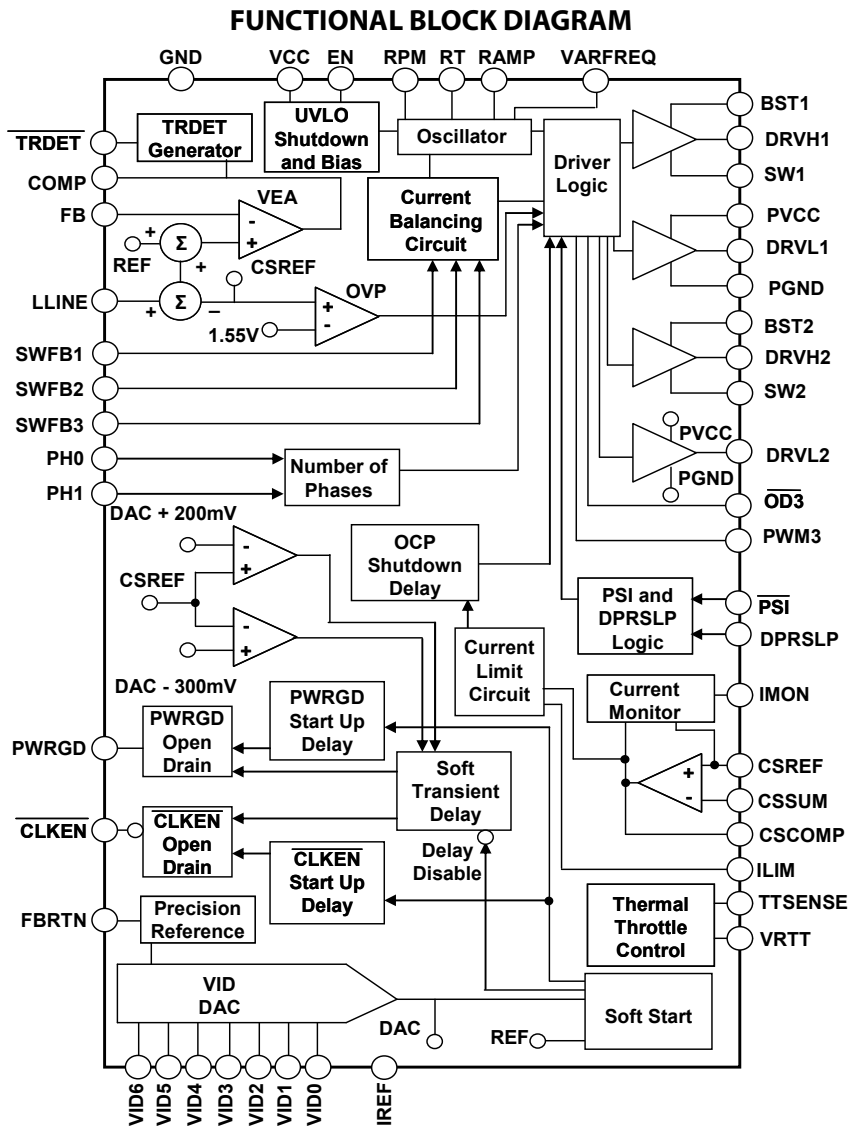 FUNCTIONAL BLOCK DIAGRAM
GND
VCC
EN
RPM
RT
RAMP
VARFREQ
TRDET
COMP
FB
LLINE
SWFB1
SWFB2
SWFB3
PH0
PH1
TRDET
Generator
UVLO
Shutdown
and Bias
Oscillator
Driver
Logic
Current
Balancing
Circuit
VEA
-
+
+
Σ
REF
+
CSREF
+
Σ
–
OVP
+
-
1.55V
Number of
Phases
BST1
DRVH1
SW1
PVCC
DRVL1
PGND
BST2
DRVH2
SW2
PVCC
DRVL2
PGND
OD3
PWM3
DAC + 200mV
-
+
CSREF
-
+
DAC - 300mV
OCP
Shutdown
Delay
PSI and
DPRSLP
Logic
PSI
DPRSLP
Current
Limit
Circuit
Current
Monitor
IMON
+
-
CSREF
CSSUM
CSCOMP
ILIM
PWRGD
PWRGD
Open
Drain
PWRGD
Start Up
Delay
Soft
Transient
Delay
CLKEN
CLKEN
Open
Drain
CLKEN
Start Up
Delay
Delay
Disable
Thermal
Throttle
Control
TTSENSE
VRTT
FBRTN
Precision
Reference
VID
DAC
DAC
REF
Soft Start
VID6
VID5
VID4
VID3
VID2
VID1
VID0
IREF